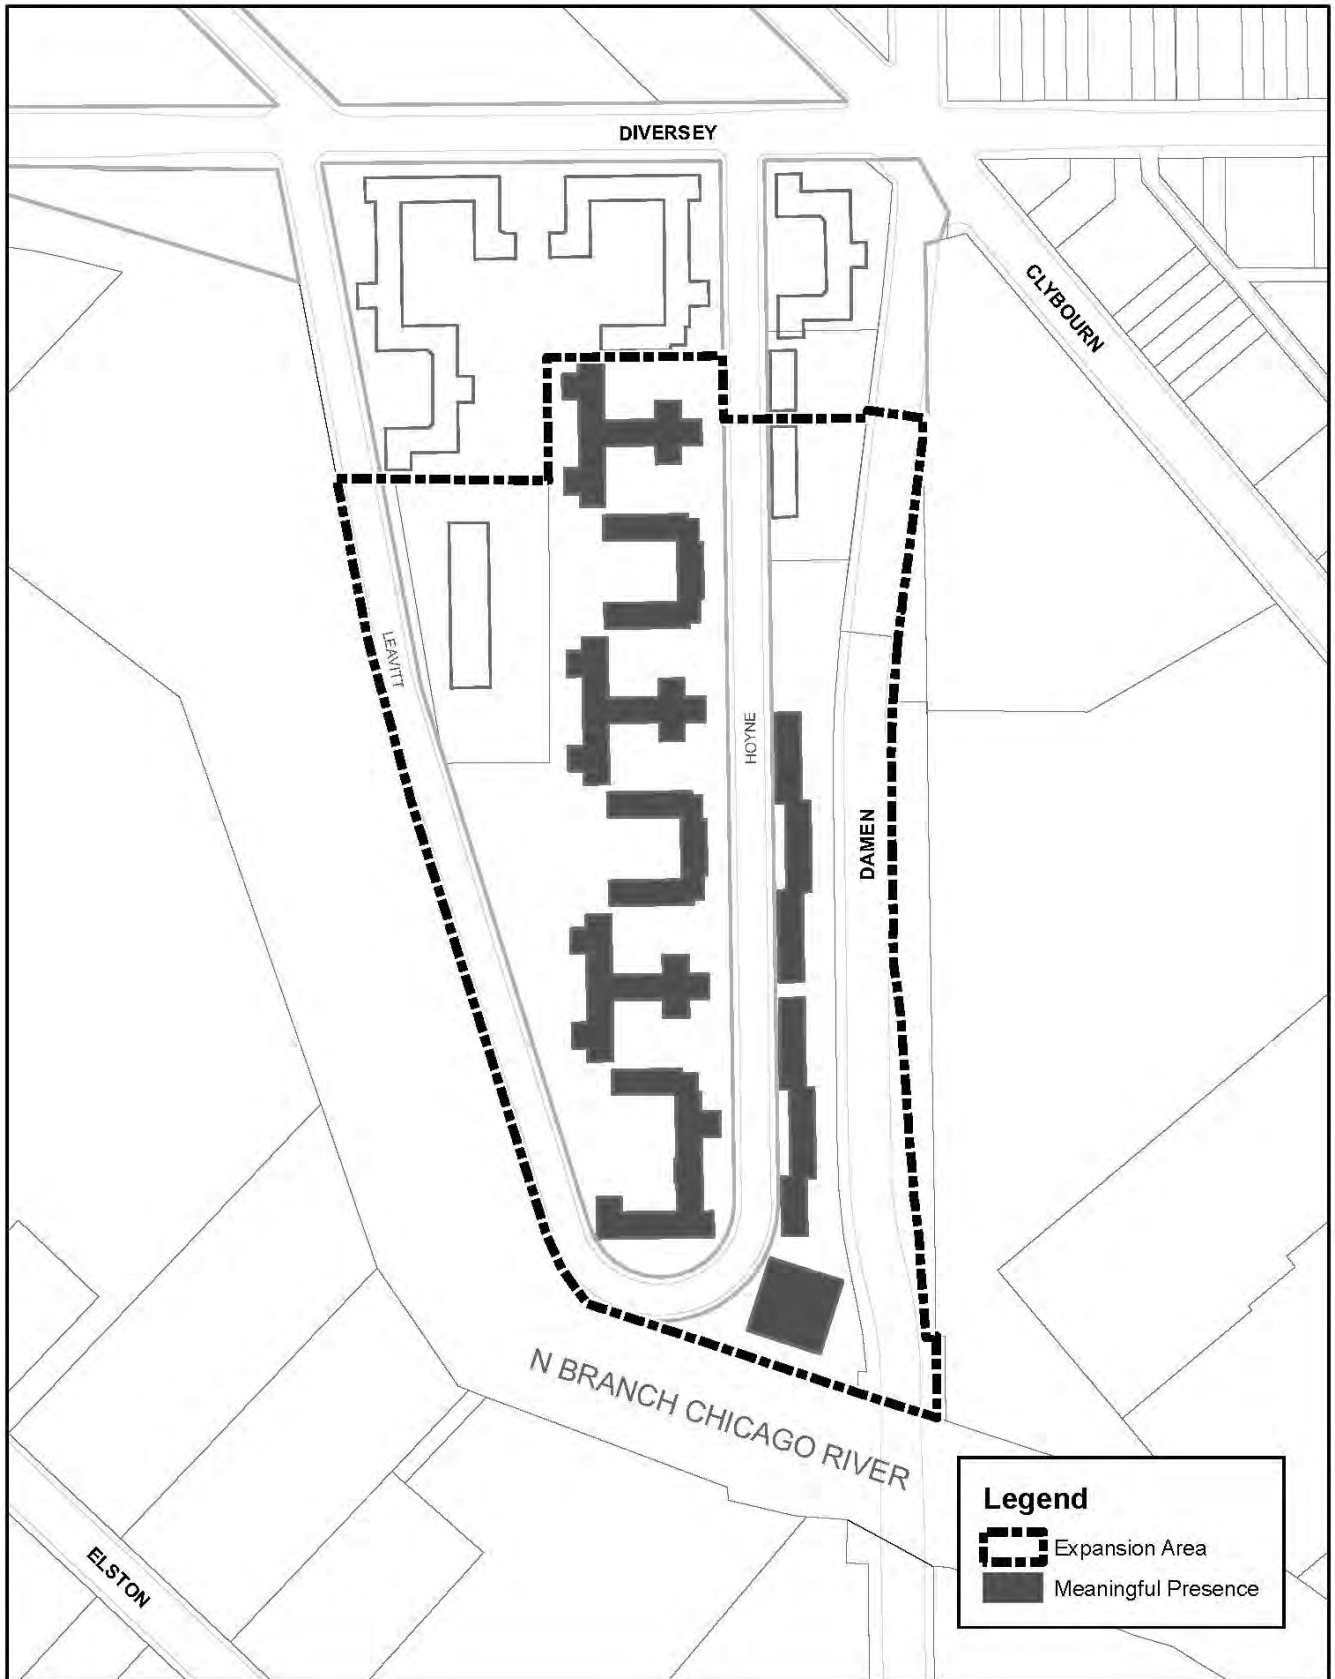 DIVERSEY
CLYBOURN
LEAVITT
HOYNE
DAMEN
N BRANCH CHICAGO RIVER
ELSTON
Legend
Expansion Area
Meaningful Presence